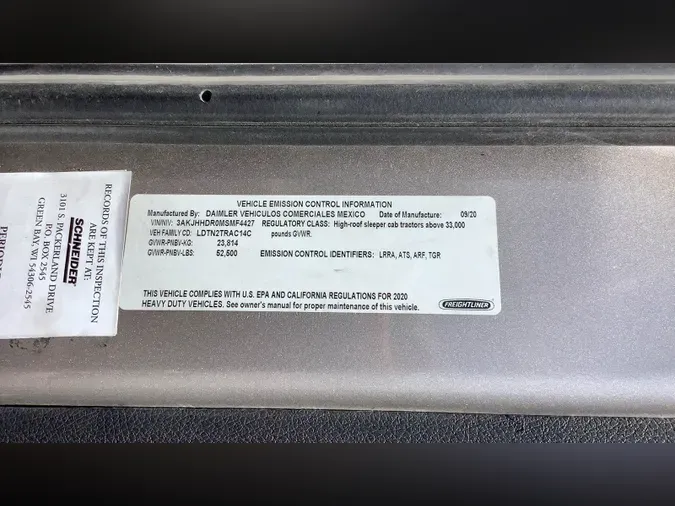 VEHICLE EMISSION CONTROL INFORMATION
Manufactured By: DAIMLER VEHICULOS COMERCIALES MEXICO Date of Manufacture: 09/20
VIN/NIV: 3AKJHHDR0MSMF4427 REGULATORY CLASS: High-roof sleeper cab tractors above 33,000
VEH FAMILY CD: LDTN2TRAC14C pounds GVWR.
GVWR-PNBV-KG: 23,814
GVWR-PNBV-LBS: 52,500 EMISSION CONTROL IDENTIFIERS: LRRA, ATS, ARF, TGR
THIS VEHICLE COMPLIES WITH U.S. EPA AND CALIFORNIA REGULATIONS FOR 2020
HEAVY DUTY VEHICLES. See owner's manual for proper maintenance of this vehicle.
FREIGHTLINER
RECORDS OF THIS INSPECTION
ARE KEPT AT:
SCHNEIDER
3101 S. PACKERLAND DRIVE
P.O. BOX 2545
GREEN BAY, WI 54306-2545